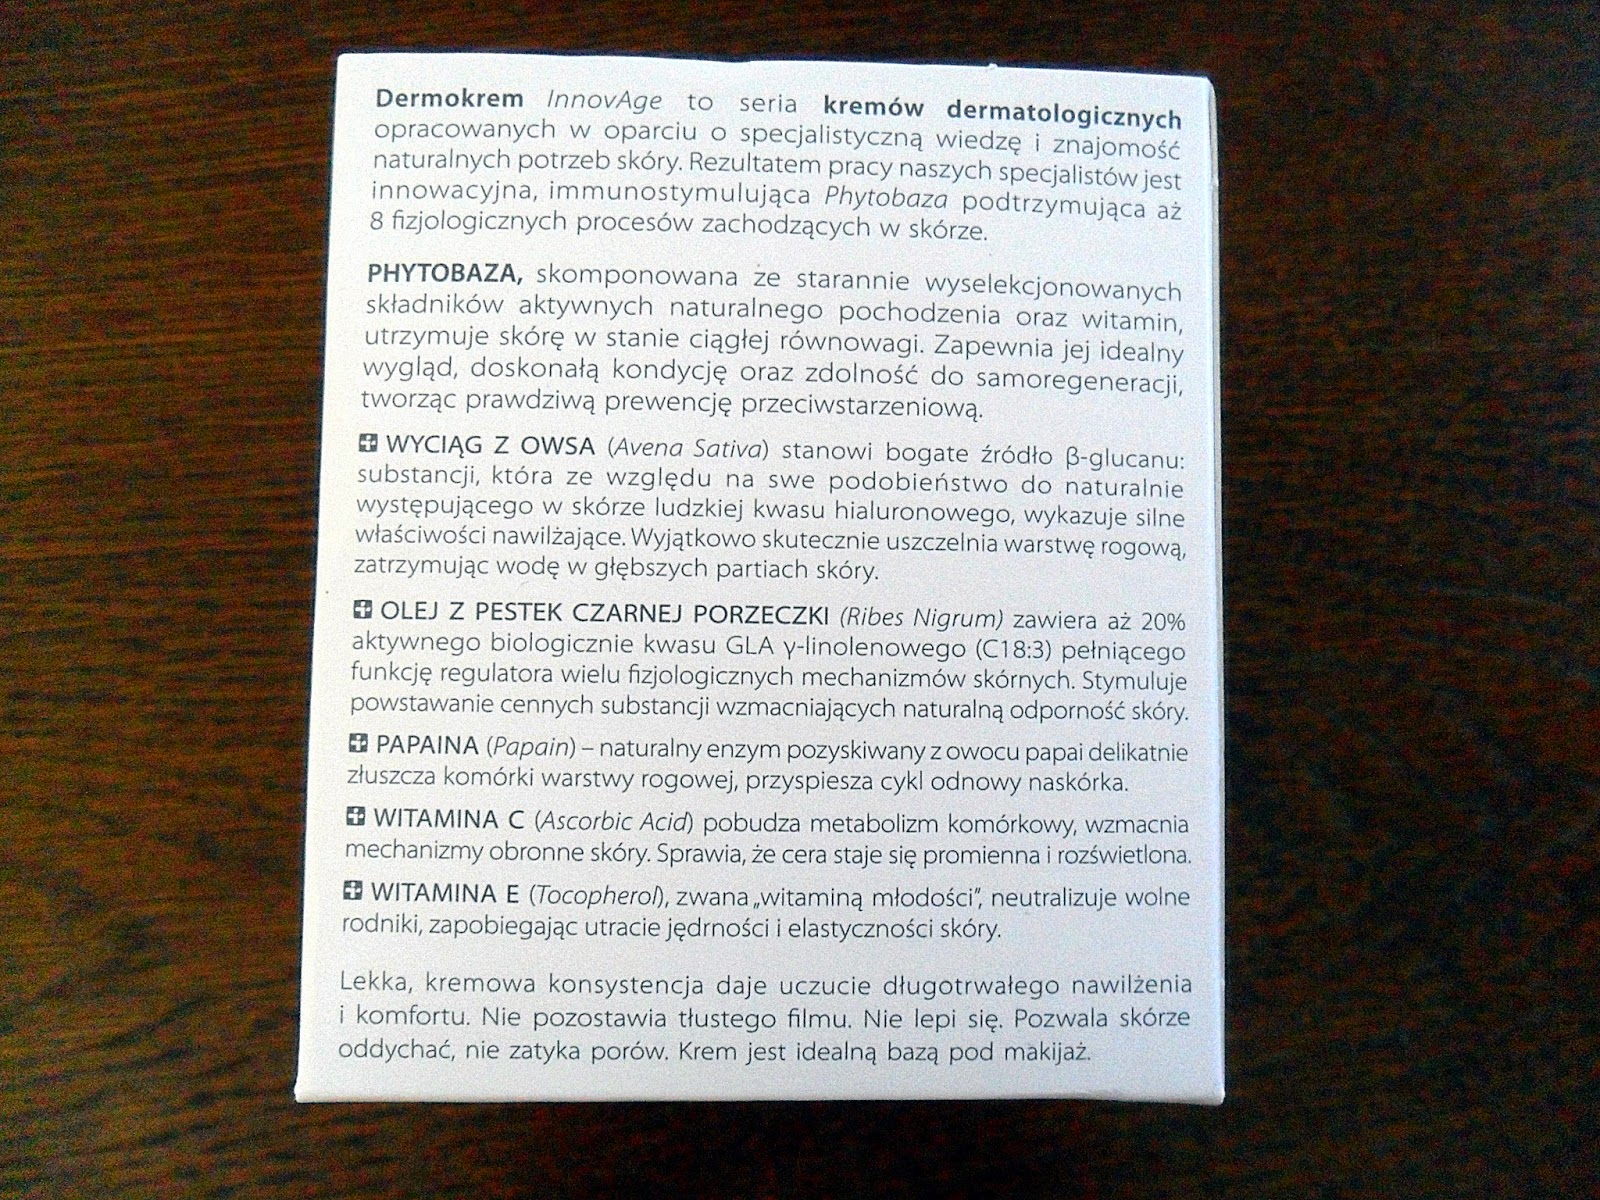 Dermokrem InnovAge to seria kremów dermatologicznych
opracowanych w oparciu o specjalistyczną wiedzę i znajomość
naturalnych potrzeb skóry. Rezultatem pracy naszych specjalistów jest
innowacyjna, immunostymulująca Phytobaza podtrzymująca aż
8 fizjologicznych procesów zachodzących w skórze.
PHYTOBAZA, skomponowana ze starannie wyselekcjonowanych
składników aktywnych naturalnego pochodzenia oraz witamin,
utrzymuje skórę w stanie ciągłej równowagi. Zapewnia jej idealny
wygląd, doskonałą kondycję oraz zdolność do samoregeneracji,
tworząc prawdziwą prewencję przeciwstarzeniową.
WYCIĄG Z OWSA (Avena Sativa) stanowi bogate źródło β-glucanu:
substancji, która ze względu na swe podobieństwo do naturalnie
występującego w skórze ludzkiej kwasu hialuronowego, wykazuje silne
właściwości nawilżające. Wyjątkowo skutecznie uszczelnia warstwę rogową,
zatrzymując wodę w głębszych partiach skóry.
OLEJ Z PESTEK CZARNEJ PORZECZKI (Ribes Nigrum) zawiera aż 20%
aktywnego biologicznie kwasu GLA γ-linolenowego (C18:3) pełniącego
funkcję regulatora wielu fizjologicznych mechanizmów skórnych. Stymuluje
powstawanie cennych substancji wzmacniających naturalną odporność skóry.
PAPAINA (Papain) – naturalny enzym pozyskiwany z owocu papai delikatnie
złuszcza komórki warstwy rogowej, przyspiesza cykl odnowy naskórka.
WITAMINA C (Ascorbic Acid) pobudza metabolizm komórkowy, wzmacnia
mechanizmy obronne skóry. Sprawia, że cera staje się promienna i rozświetlona.
WITAMINA E (Tocopherol), zwana „witaminą młodości”, neutralizuje wolne
rodniki, zapobiegając utracie jędrności i elastyczności skóry.
Lekka, kremowa konsystencja daje uczucie długotrwałego nawilżenia
i komfortu. Nie pozostawia tłustego filmu. Nie lepi się. Pozwala skórze
oddychać, nie zatyka porów. Krem jest idealną bazą pod makijaż.